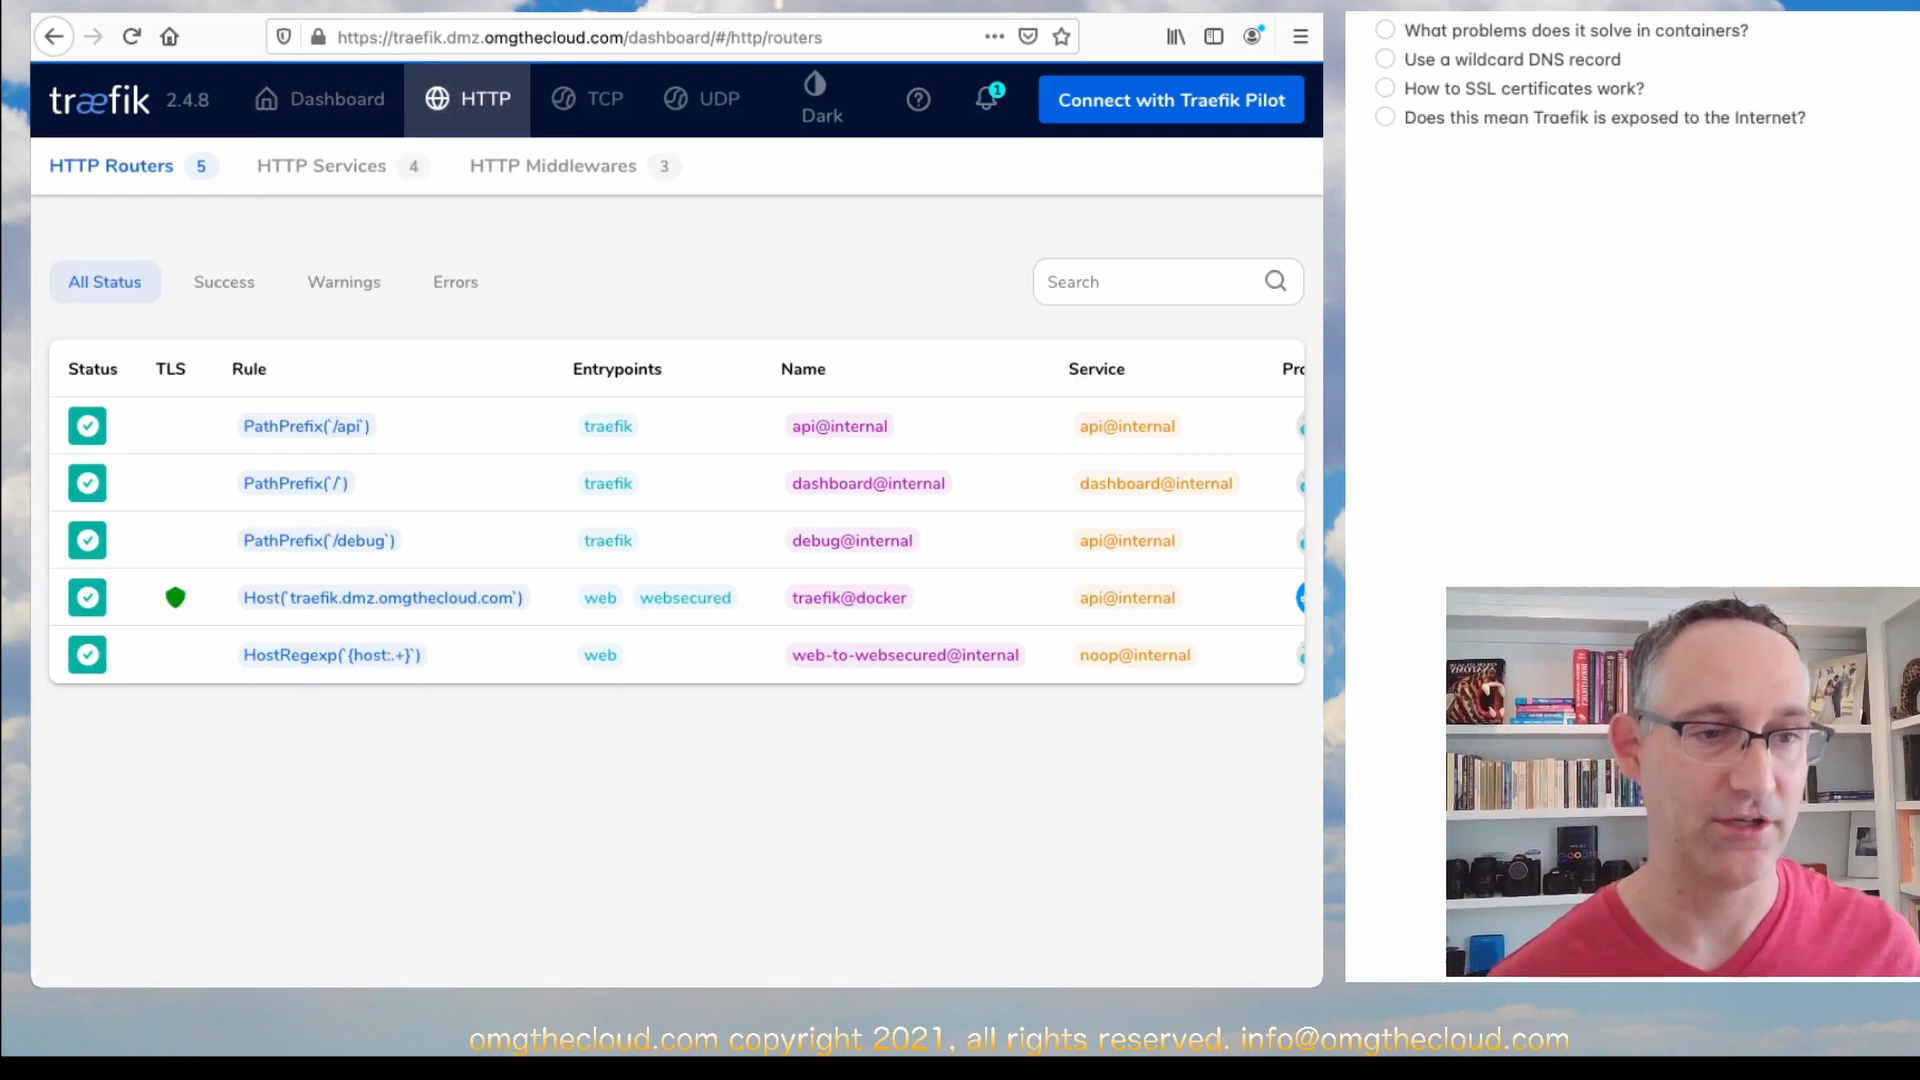 https://traefik.dmz.omgthecloud.com/dashboard/#/http/routers
træfik 2.4.8 Dashboard HTTP TCP UDP Dark 1 Connect with Traefik Pilot
HTTP Routers 5 HTTP Services 4 HTTP Middlewares 3
All Status Success Warnings Errors Search
Status TLS Rule Entrypoints Name Service
PathPrefix(`/api`) traefik api@internal api@internal
PathPrefix(`/`) traefik dashboard@internal dashboard@internal
PathPrefix(`/debug`) traefik debug@internal api@internal
Host(`traefik.dmz.omgthecloud.com`) web websecured traefik@docker api@internal
HostRegexp(`{host:.+}`) web web-to-websecured@internal noop@internal
What problems does it solve in containers?
Use a wildcard DNS record
How to SSL certificates work?
Does this mean Traefik is exposed to the Internet?
omgthecloud.com copyright 2021, all rights reserved. info@omgthecloud.com